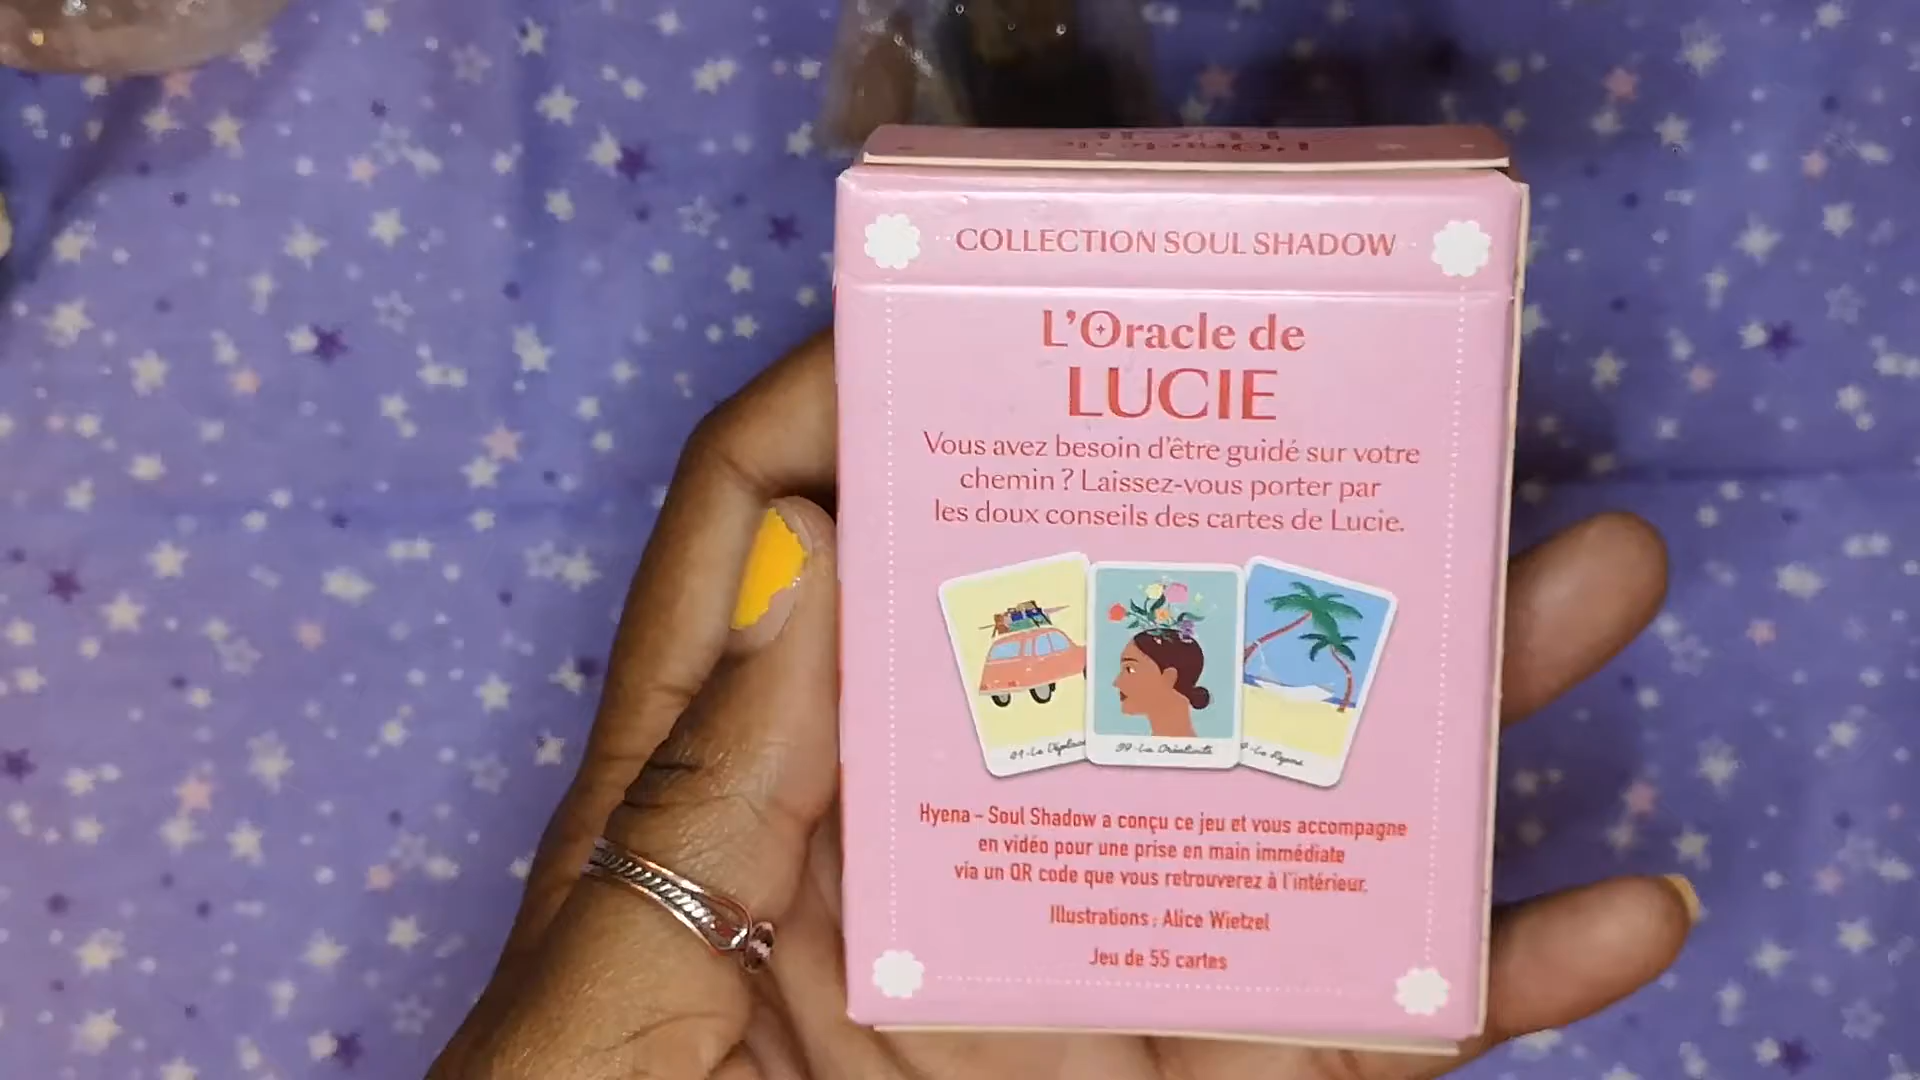 COLLECTION SOUL SHADOW
L'Oracle de
LUCIE
Vous avez besoin d'être guidé sur votre
chemin ? Laissez-vous porter par
les doux conseils des cartes de Lucie.
09-La Créativité
Hyena - Soul Shadow a conçu ce jeu et vous accompagne
en vidéo pour une prise en main immédiate
via un QR code que vous retrouverez à l'intérieur.
Illustrations : Alice Wietzel
Jeu de 55 cartes